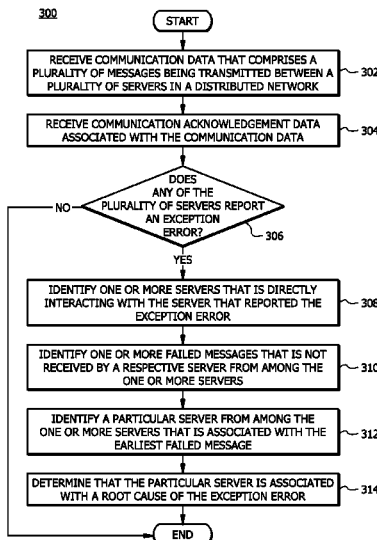 300
START
RECEIVE COMMUNICATION DATA THAT COMPRISES A
PLURALITY OF MESSAGES BEING TRANSMITTED BETWEEN A
PLURALITY OF SERVERS IN A DISTRIBUTED NETWORK
302
RECEIVE COMMUNICATION ACKNOWLEDGEMENT DATA
ASSOCIATED WITH THE COMMUNICATION DATA
304
DOES
ANY OF THE
PLURALITY OF SERVERS REPORT
AN EXCEPTION
ERROR?
306
NO
YES
IDENTIFY ONE OR MORE SERVERS THAT IS DIRECTLY
INTERACTING WITH THE SERVER THAT REPORTED THE
EXCEPTION ERROR
308
IDENTIFY ONE OR MORE FAILED MESSAGES THAT IS NOT
RECEIVED BY A RESPECTIVE SERVER FROM AMONG THE
ONE OR MORE SERVERS
310
IDENTIFY A PARTICULAR SERVER FROM AMONG THE
ONE OR MORE SERVERS THAT IS ASSOCIATED WITH THE
EARLIEST FAILED MESSAGE
312
DETERMINE THAT THE PARTICULAR SERVER IS ASSOCIATED
WITH A ROOT CAUSE OF THE EXCEPTION ERROR
314
END